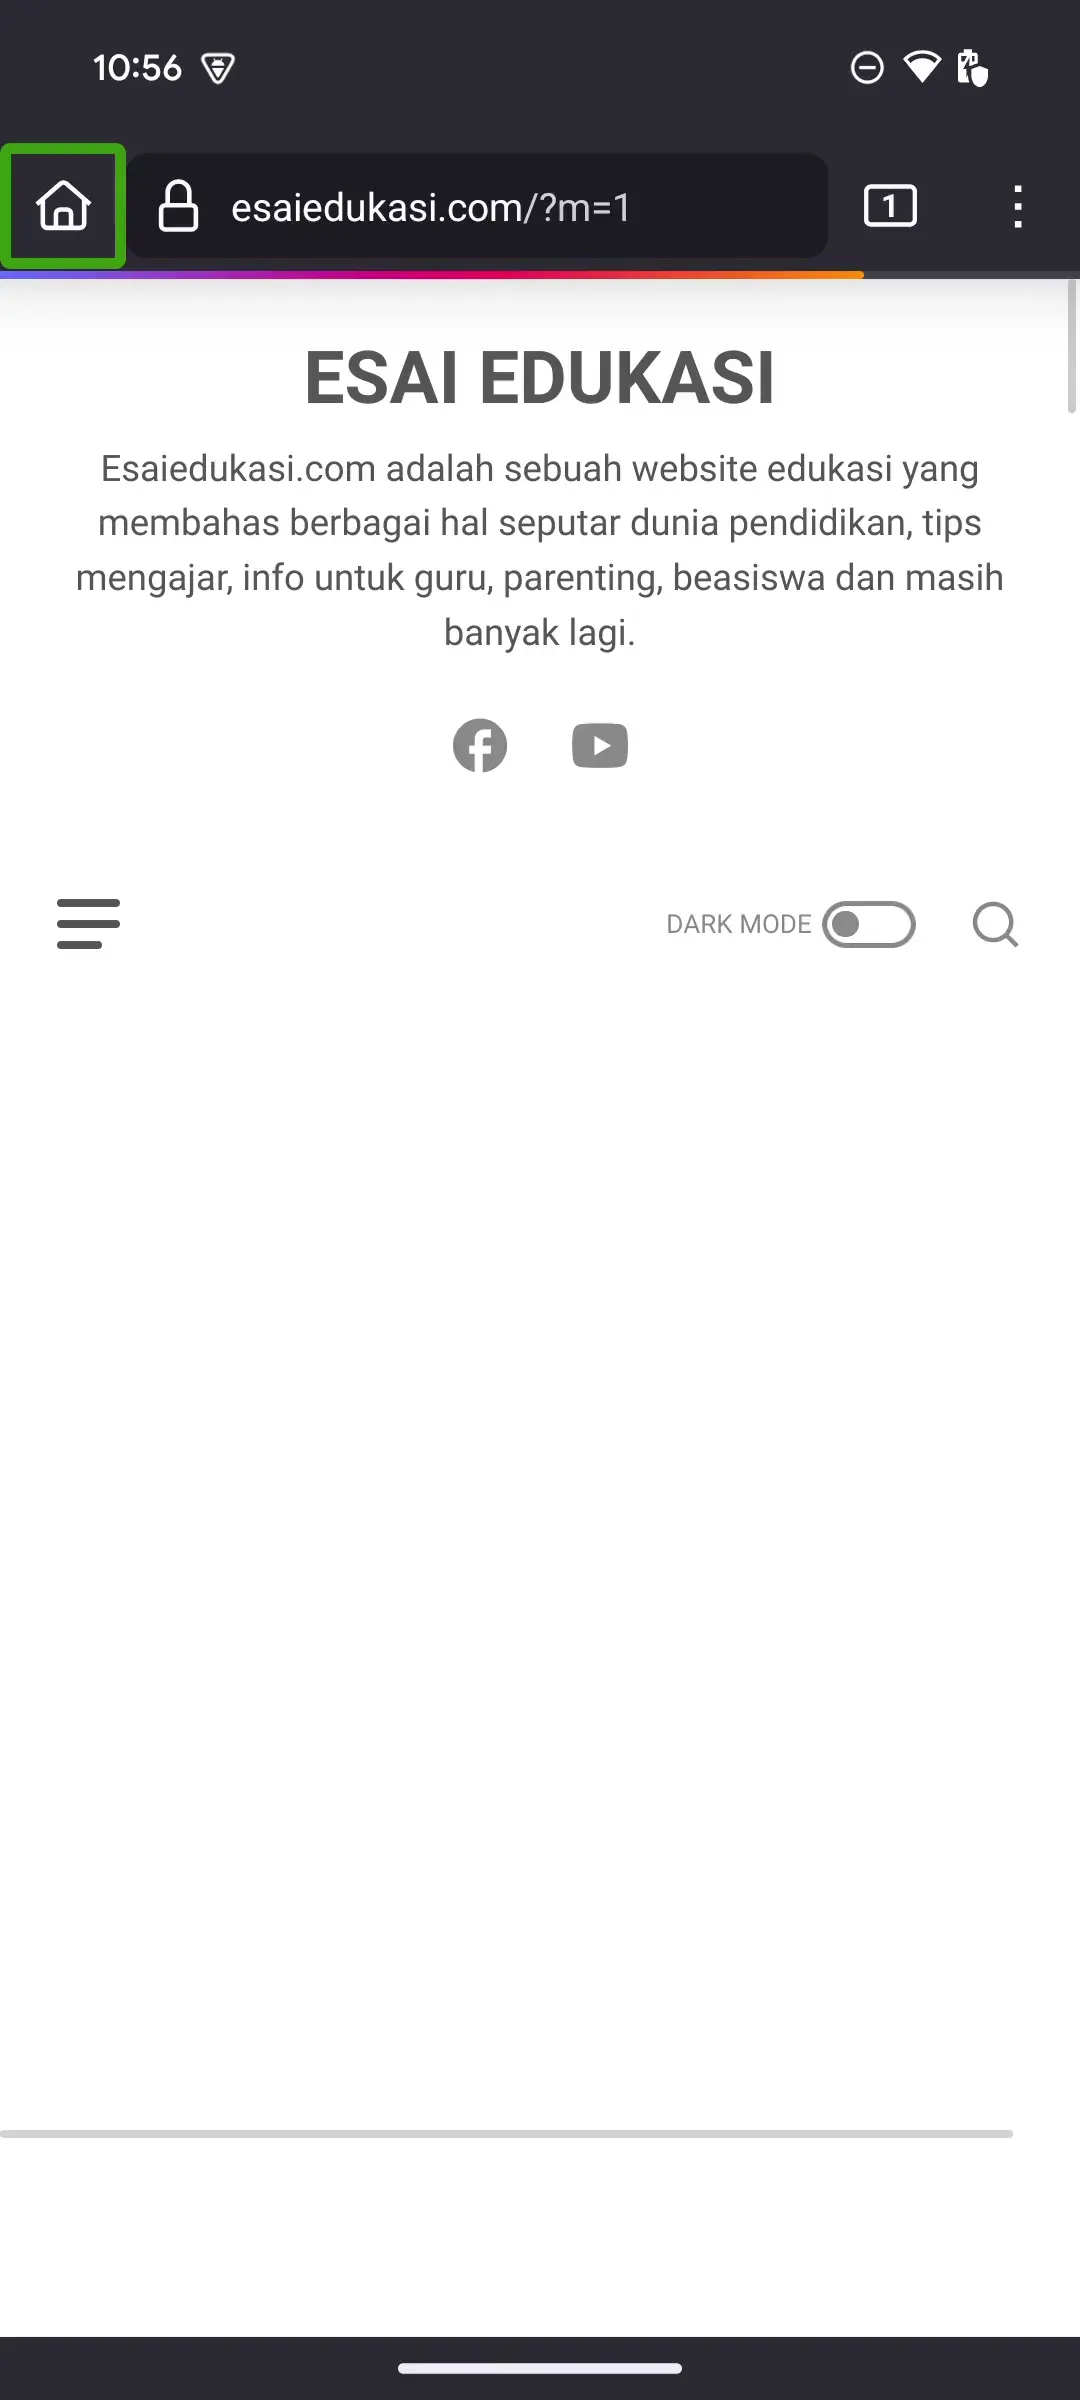 10:56
esaiedukasi.com/?m=1
1
ESAI EDUKASI
Esaiedukasi.com adalah sebuah website edukasi yang
membahas berbagai hal seputar dunia pendidikan, tips
mengajar, info untuk guru, parenting, beasiswa dan masih
banyak lagi.
DARK MODE